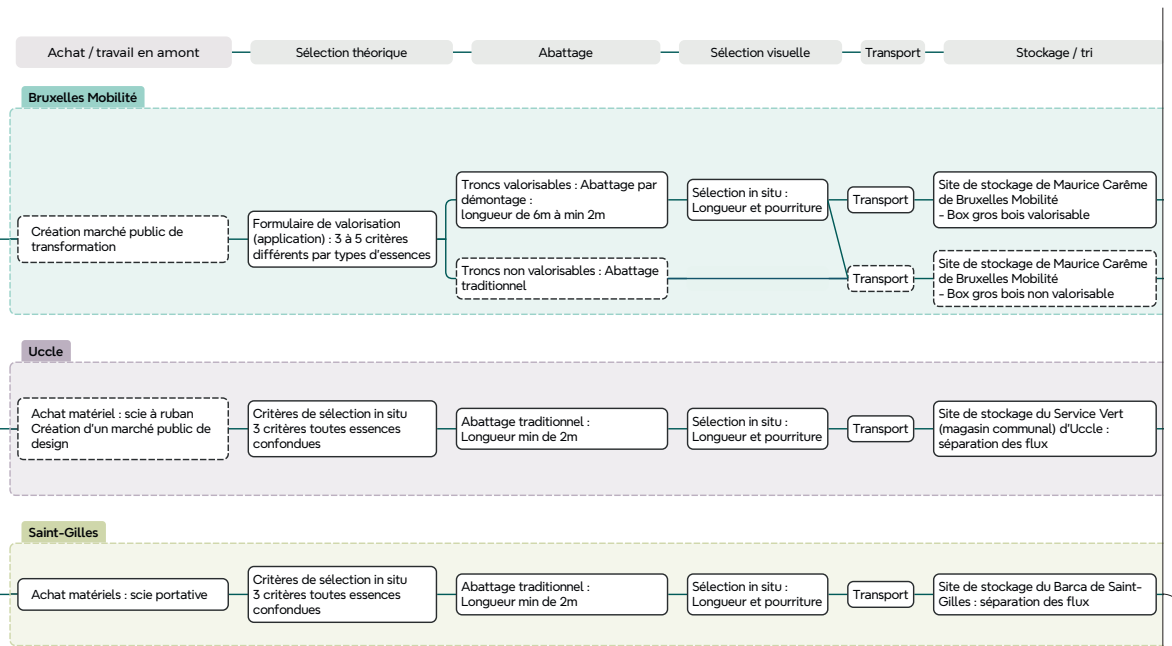 Achat / travail en amont
Sélection théorique
Abattage
Sélection visuelle
Transport
Stockage / tri
Bruxelles Mobilité
Création marché public de
transformation
Formulaire de valorisation
(application) : 3 à 5 critères
différents par types d'essences
Troncs valorisables : Abattage par
démontage :
longueur de 6m à min 2m
Sélection in situ :
Longueur et pourriture
Transport
Site de stockage de Maurice Carême
de Bruxelles Mobilité
- Box gros bois valorisable
Troncs non valorisables : Abattage
traditionnel
Transport
Site de stockage de Maurice Carême
de Bruxelles Mobilité
- Box gros bois non valorisable
Uccle
Achat matériel : scie à ruban
Création d'un marché public de
design
Critères de sélection in situ
3 critères toutes essences
confondues
Abattage traditionnel :
Longueur min de 2m
Sélection in situ :
Longueur et pourriture
Transport
Site de stockage du Service Vert
(magasin communal) d'Uccle :
séparation des flux
Saint-Gilles
Achat matériels : scie portative
Critères de sélection in situ
3 critères toutes essences
confondues
Abattage traditionnel :
Longueur min de 2m
Sélection in situ :
Longueur et pourriture
Transport
Site de stockage du Barca de Saint-
Gilles : séparation des flux